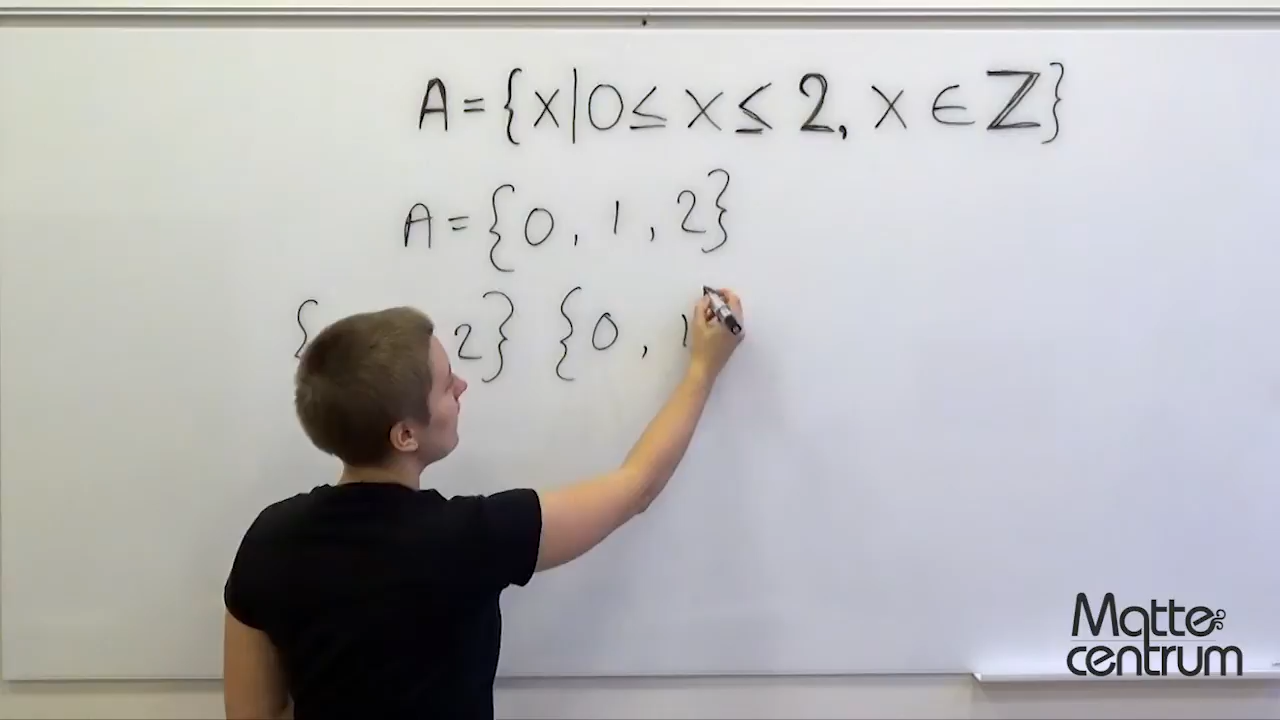 A = {x|0 ≤ x ≤ 2, x ∈ ℤ}
A = {0, 1, 2}
{ 2} {0, 1
Matte
centrum